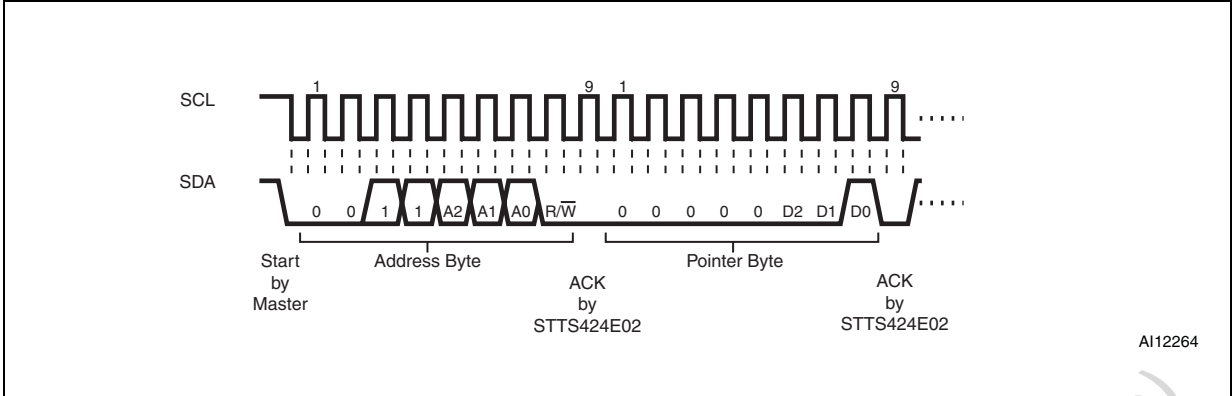 1 9 1 9
SCL
SDA
0 0 1 1 A2 A1 A0 R/W̅ 0 0 0 0 0 D2 D1 D0
Address Byte Pointer Byte
Start
by
Master
ACK
by
STTS424E02
ACK
by
STTS424E02
AI12264